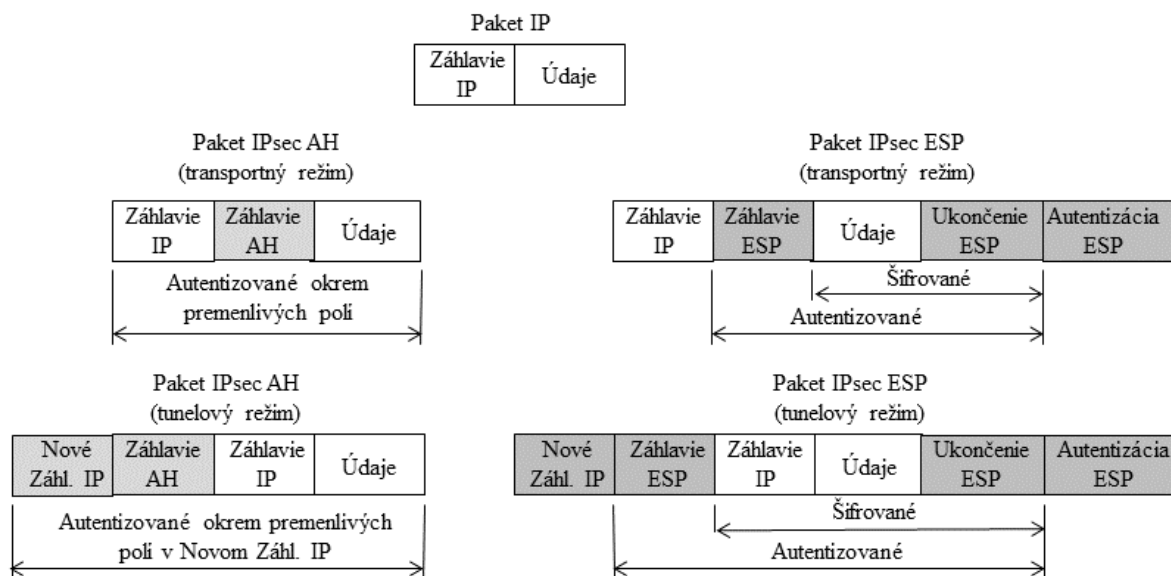 Paket IP
Záhlavie
IP
Údaje
Paket IPsec AH
(transportný režim)
Záhlavie
IP
Záhlavie
AH
Údaje
Autentizované okrem
premenlivých polí
Paket IPsec ESP
(transportný režim)
Záhlavie
IP
Záhlavie
ESP
Údaje
Ukončenie
ESP
Autentizácia
ESP
Šifrované
Autentizované
Paket IPsec AH
(tunelový režim)
Nové
Záhl. IP
Záhlavie
AH
Záhlavie
IP
Údaje
Autentizované okrem premenlivých
polí v Novom Záhl. IP
Paket IPsec ESP
(tunelový režim)
Nové
Záhl. IP
Záhlavie
ESP
Záhlavie
IP
Údaje
Ukončenie
ESP
Autentizácia
ESP
Šifrované
Autentizované